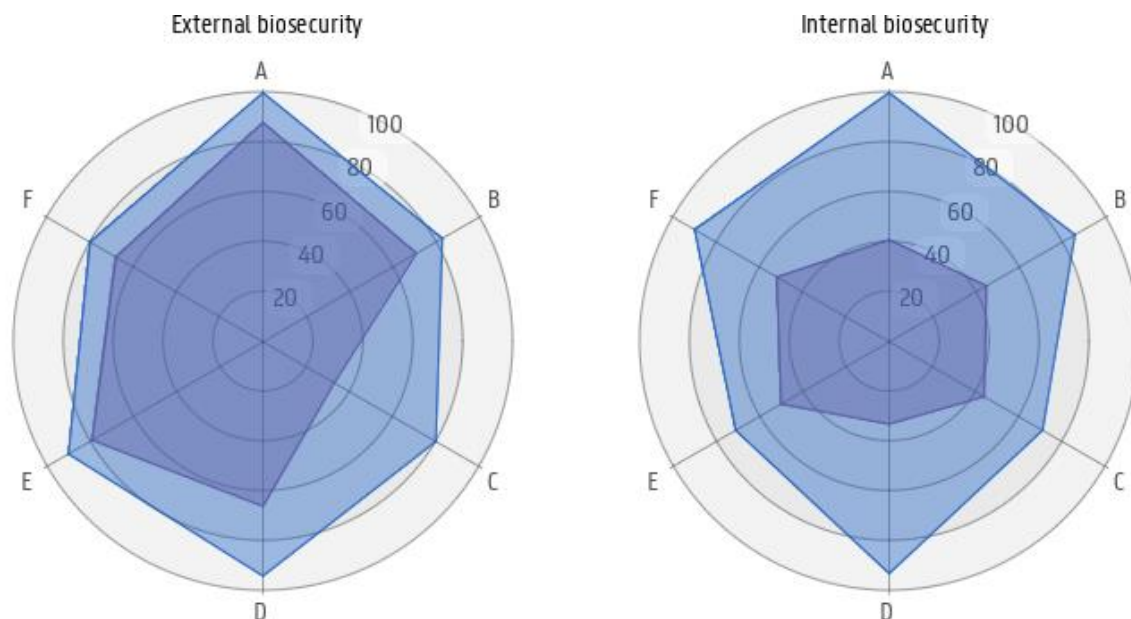 External biosecurity
A
B
C
D
E
F
100
80
60
40
20
Internal biosecurity
A
B
C
D
E
F
100
80
60
40
20